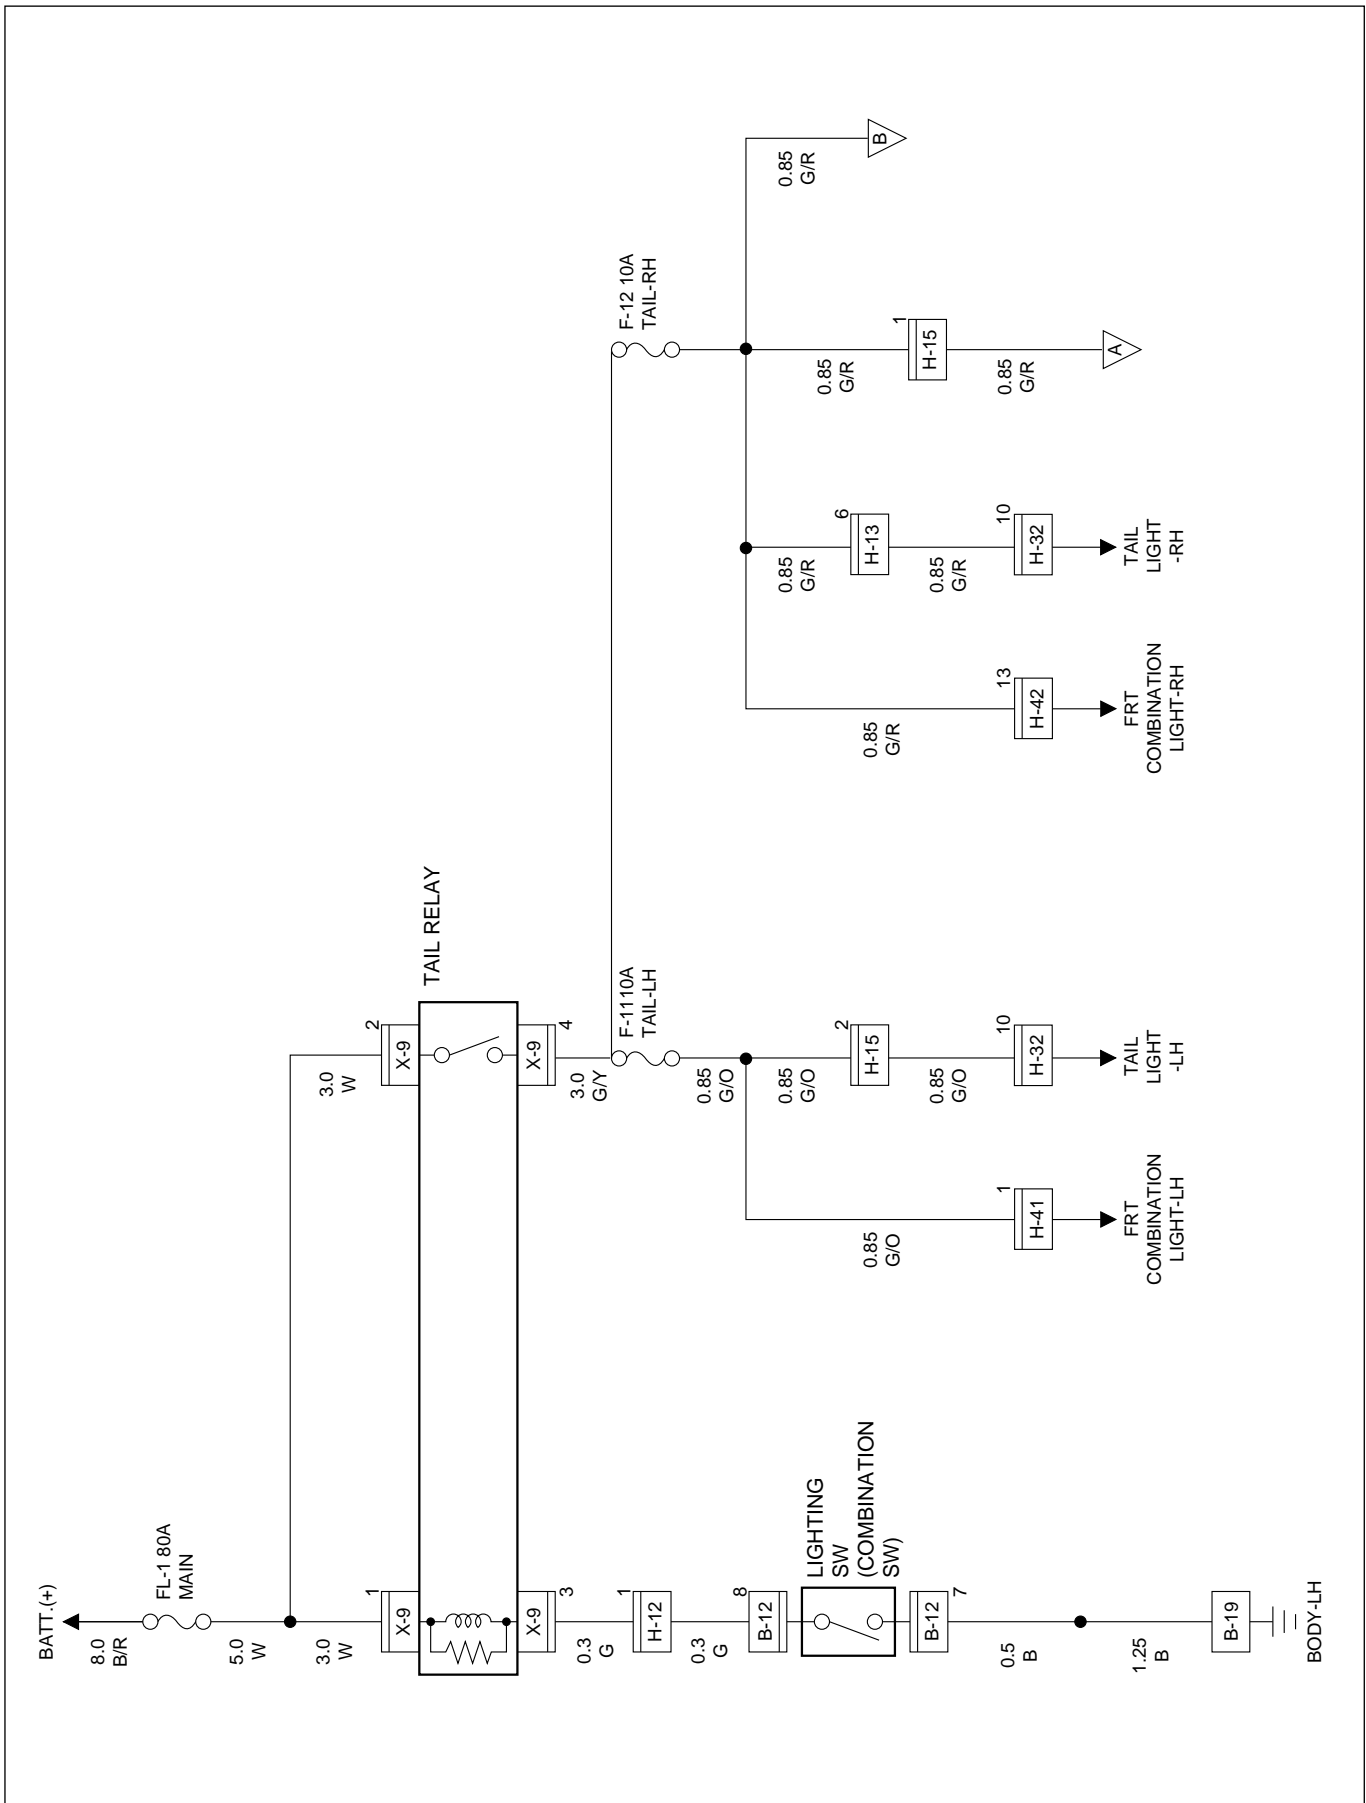 BATT.(+)
8.0
B/R
FL-1 80A
MAIN
5.0
W
3.0
W
3.0
W
1
X-9
2
X-9
TAIL RELAY
X-9
3
X-9
4
0.3
G
1
H-12
0.3
G
8
B-12
LIGHTING
SW
(COMBINATION
SW)
B-12
7
0.5
B
1.25
B
B-19
BODY-LH
3.0
G/Y
F-1110A
TAIL-LH
0.85
G/O
0.85
G/O
2
H-15
0.85
G/O
10
H-32
TAIL
LIGHT
-LH
0.85
G/O
1
H-41
FRT
COMBINATION
LIGHT-LH
F-12 10A
TAIL-RH
0.85
G/R
13
H-42
FRT
COMBINATION
LIGHT-RH
0.85
G/R
6
H-13
0.85
G/R
10
H-32
TAIL
LIGHT
-RH
0.85
G/R
1
H-15
0.85
G/R
A
0.85
G/R
B